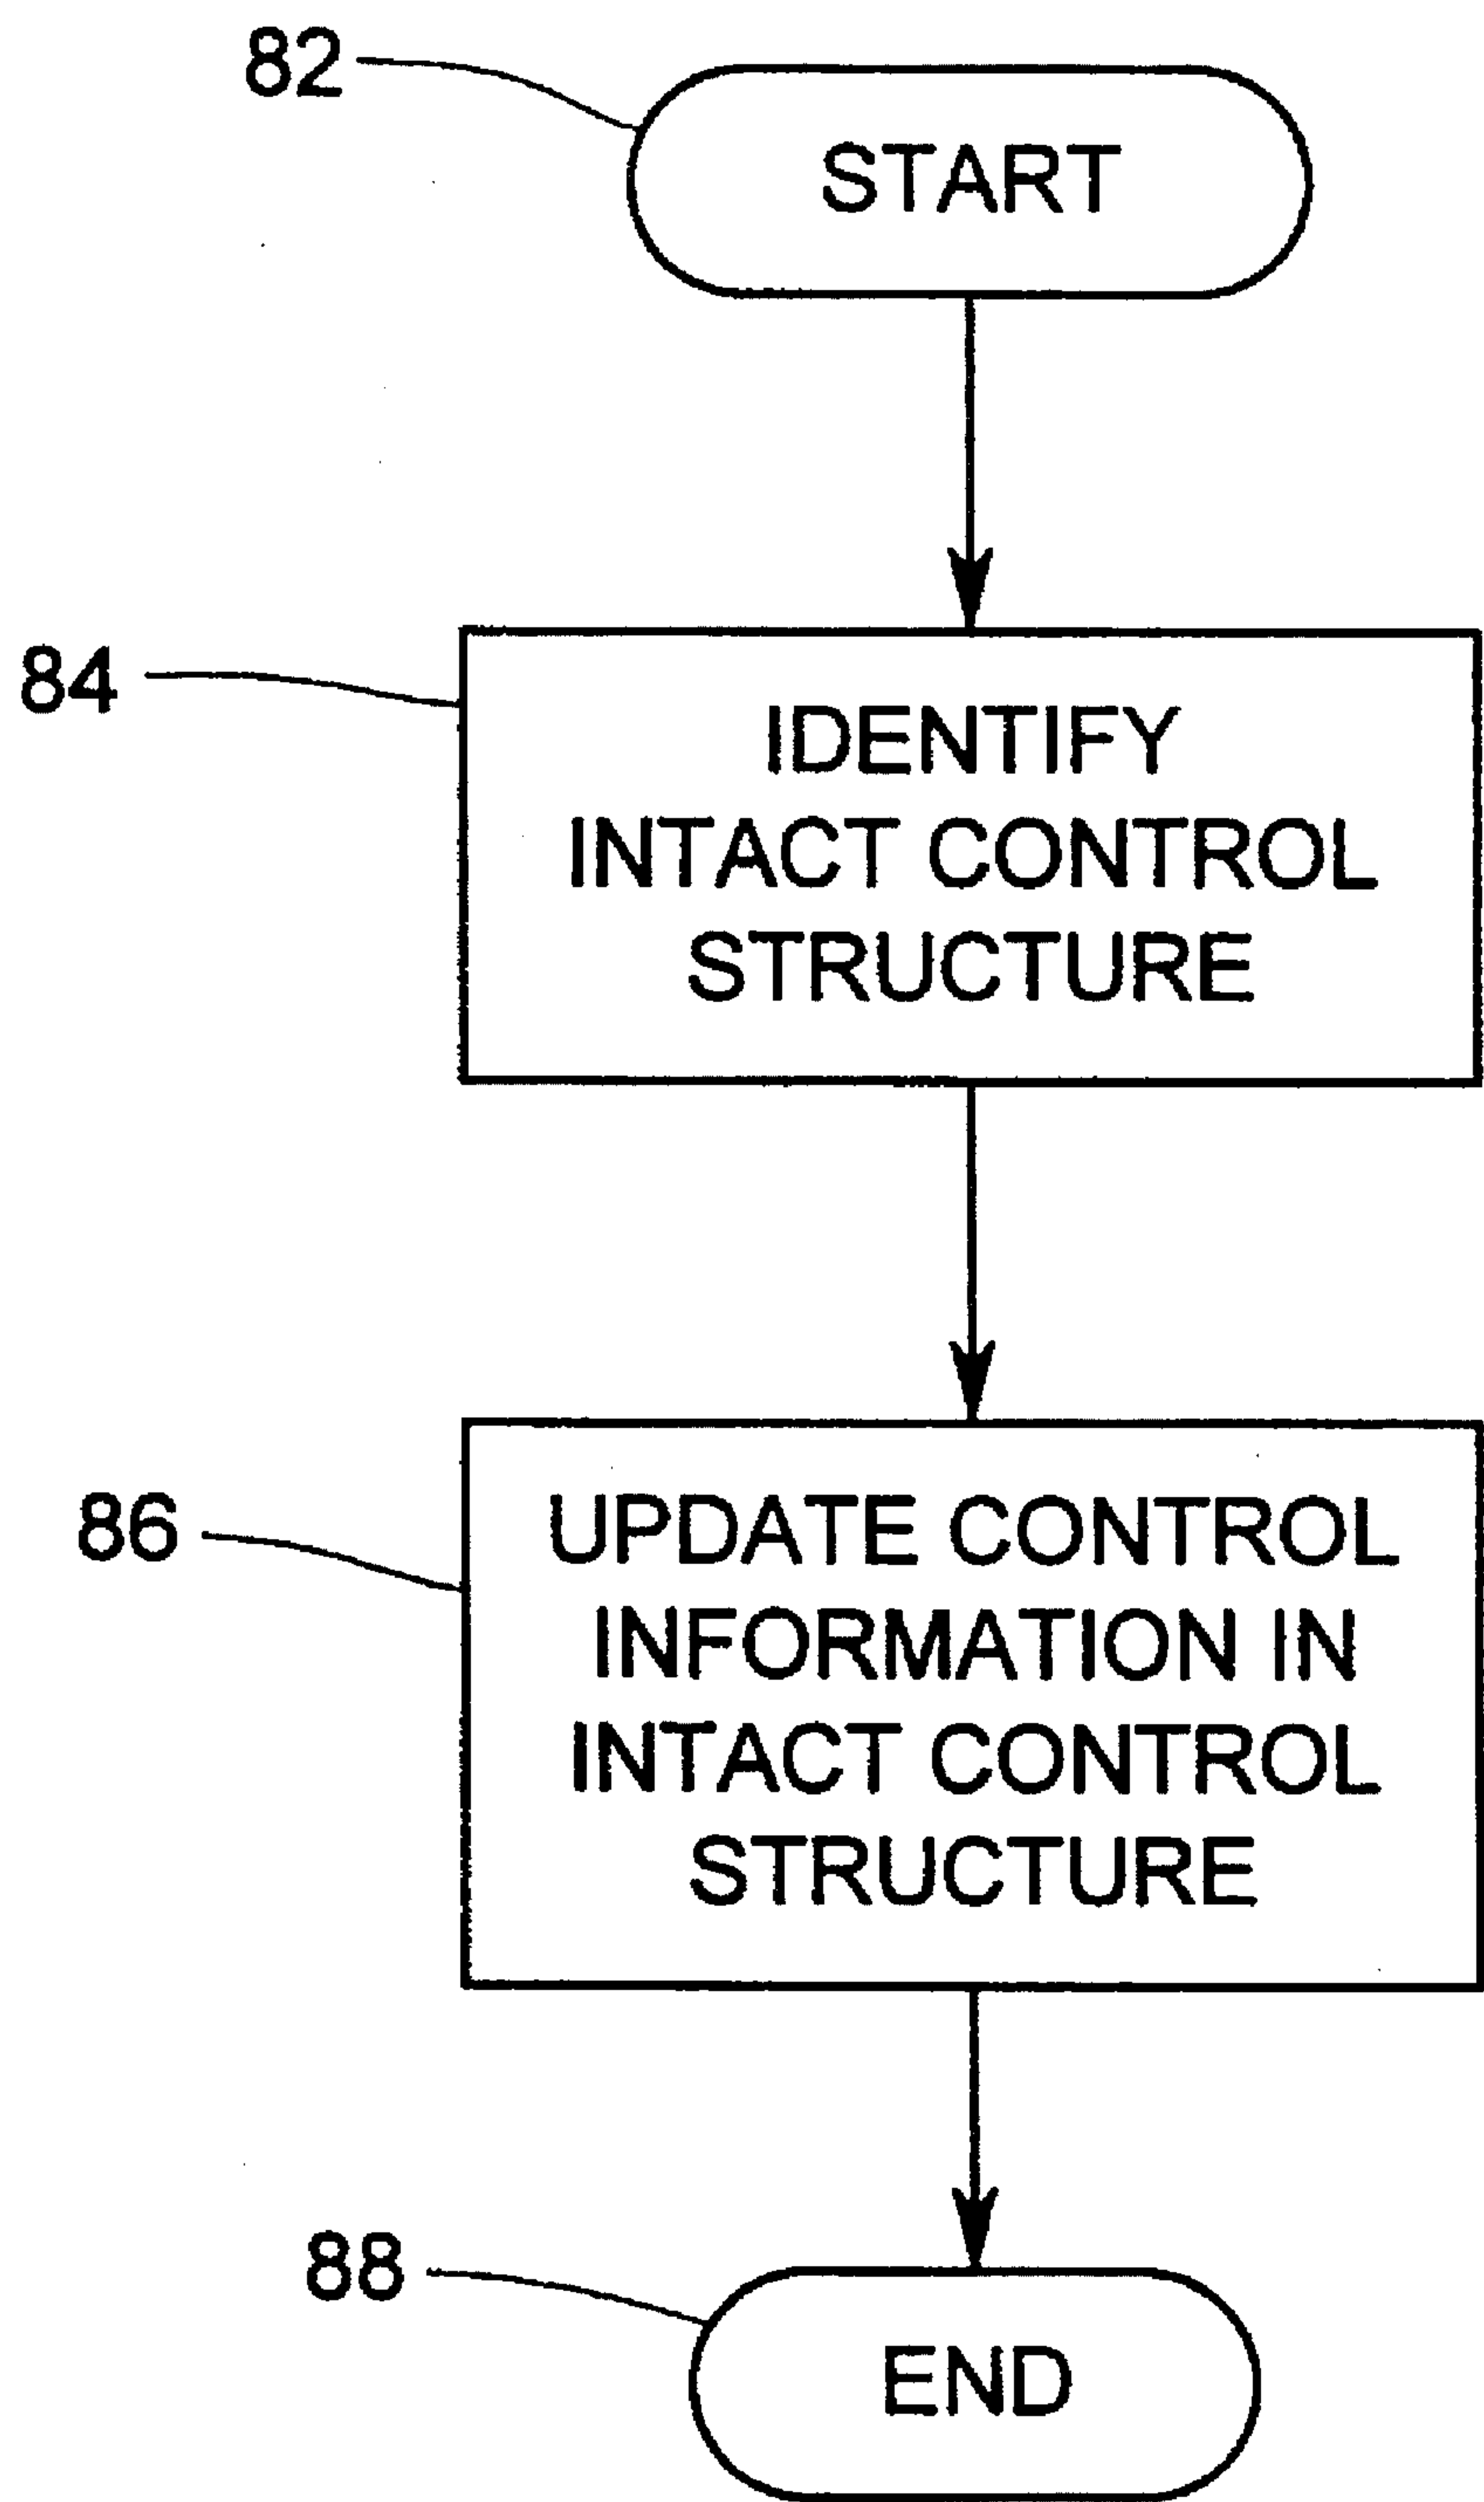 82
START
84
IDENTIFY
INTACT CONTROL
STRUCTURE
86
UPDATE CONTROL
INFORMATION IN
INTACT CONTROL
STRUCTURE
88
END